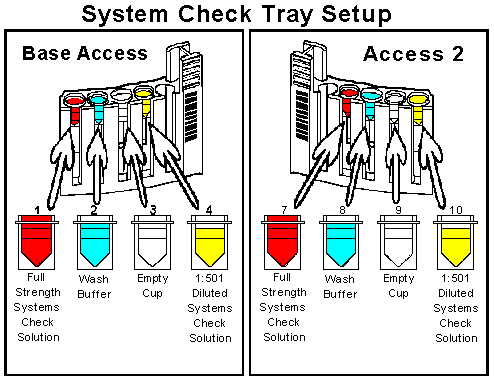 System Check Tray Setup
Base Access
1 2 3 4
Full
Strength
Systems
Check
Solution
Wash
Buffer
Empty
Cup
1:501
Diluted
Systems
Check
Solution
Access 2
7 8 9 10
Full
Strength
Systems
Check
Solution
Wash
Buffer
Empty
Cup
1:501
Diluted
Systems
Check
Solution